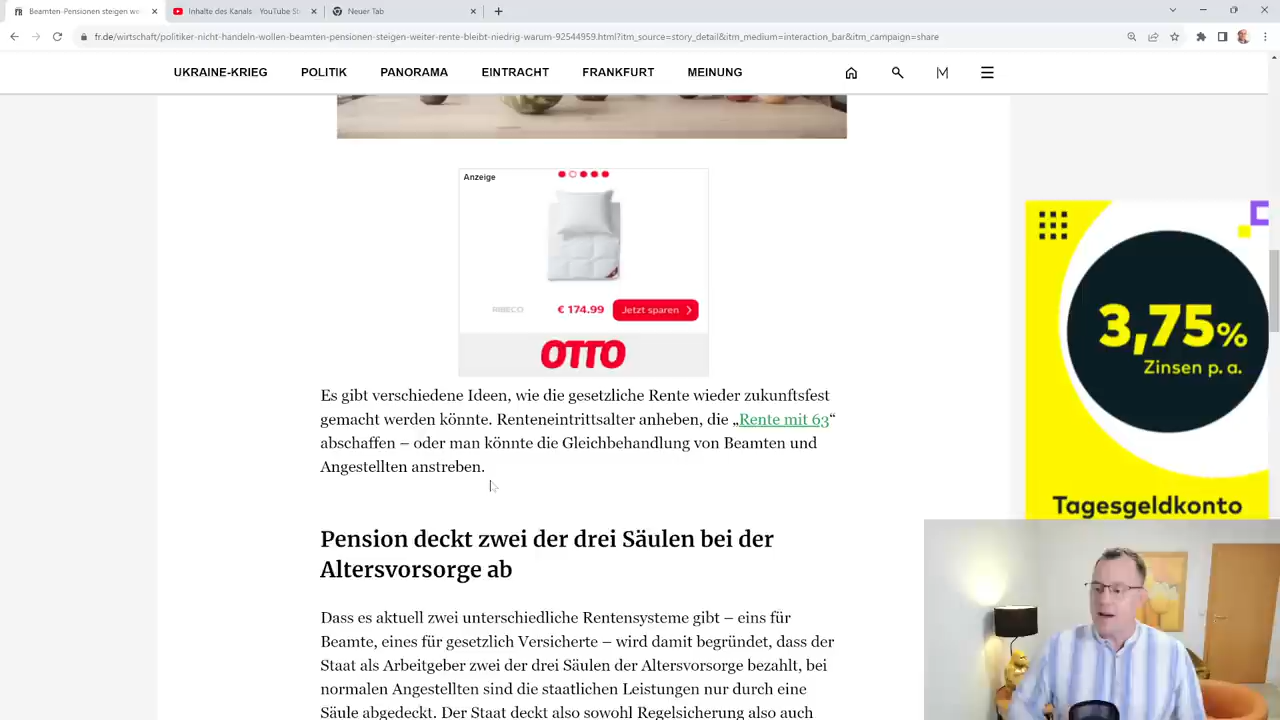 Beamten-Pensionen steigen we
Inhalte des Kanals
YouTube St
Neuer Tab
fr.de/wirtschaft/politiker-nicht-handeln-wollen-beamten-pensionen-steigen-weiter-rente-bleibt-niedrig-warum-92544959.html?itm_source=story_detail&itm_medium=interaction_bar&itm_campaign=share
UKRAINE-KRIEG
POLITIK
PANORAMA
EINTRACHT
FRANKFURT
MEINUNG
Anzeige
RIBECO
€ 174.99
Jetzt sparen
OTTO
Es gibt verschiedene Ideen, wie die gesetzliche Rente wieder zukunftsfest
gemacht werden könnte. Renteneintrittsalter anheben, die „Rente mit 63“
abschaffen – oder man könnte die Gleichbehandlung von Beamten und
Angestellten anstreben.
Pension deckt zwei der drei Säulen bei der
Altersvorsorge ab
Dass es aktuell zwei unterschiedliche Rentensysteme gibt – eins für
Beamte, eines für gesetzlich Versicherte – wird damit begründet, dass der
Staat als Arbeitgeber zwei der drei Säulen der Altersvorsorge bezahlt, bei
normalen Angestellten sind die staatlichen Leistungen nur durch eine
Säule abgedeckt. Der Staat deckt also sowohl Regelsicherung also auch
3,75%
Zinsen p. a.
Tagesgeldkonto